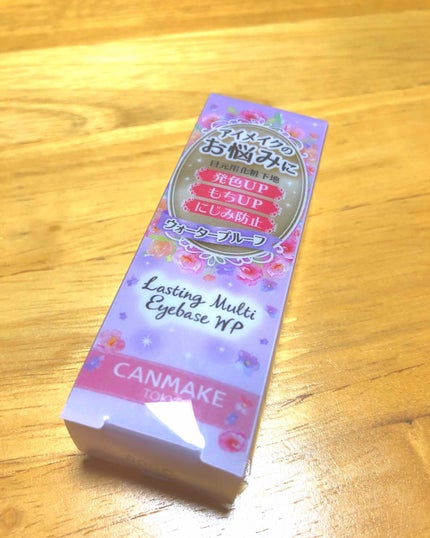 アイメイクの
お悩みに
目元用化粧下地
発色UP
もちUP
にじみ防止
ウォータープルーフ
Lasting Multi
Eyebase WP
CANMAKE
TOKYO